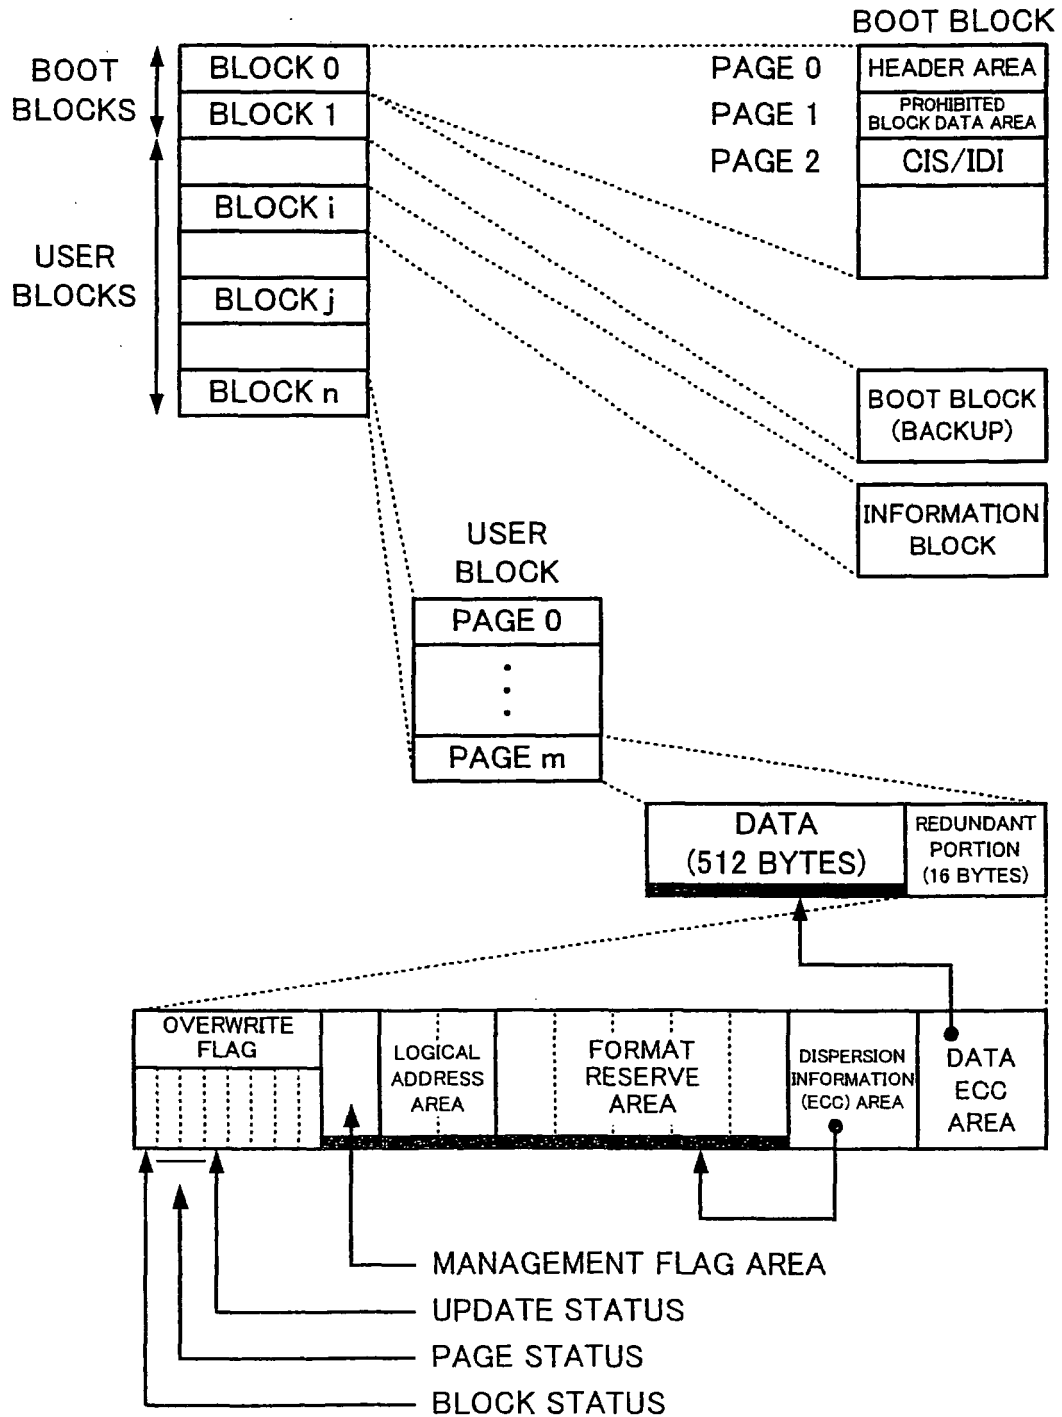 BOOT BLOCK
BOOT
BLOCKS
BLOCK 0
BLOCK 1
PAGE 0
HEADER AREA
PAGE 1
PROHIBITED
BLOCK DATA AREA
PAGE 2
CIS/IDI
USER
BLOCKS
BLOCK i
BLOCK j
BLOCK n
BOOT BLOCK
(BACKUP)
INFORMATION
BLOCK
USER
BLOCK
PAGE 0
PAGE m
DATA
(512 BYTES)
REDUNDANT
PORTION
(16 BYTES)
OVERWRITE
FLAG
LOGICAL
ADDRESS
AREA
FORMAT
RESERVE
AREA
DISPERSION
INFORMATION
(ECC) AREA
DATA
ECC
AREA
MANAGEMENT FLAG AREA
UPDATE STATUS
PAGE STATUS
BLOCK STATUS